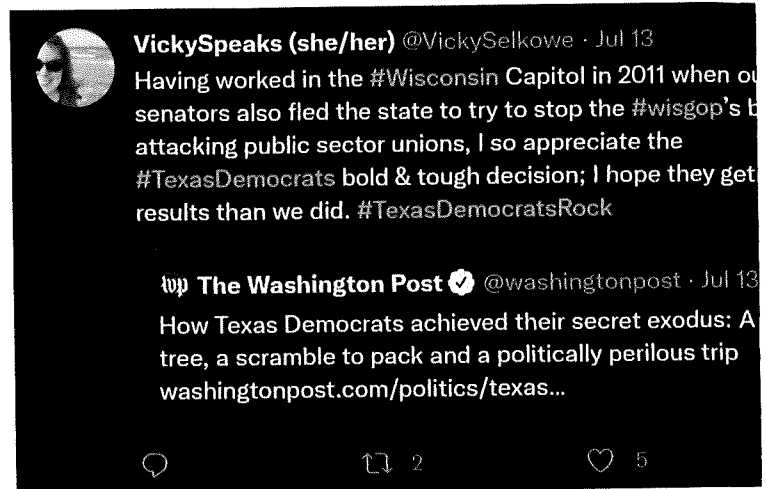 VickySpeaks (she/her) @VickySelkowe · Jul 13
Having worked in the #Wisconsin Capitol in 2011 when
senators also fled the state to try to stop the #wisgop's
attacking public sector unions, I so appreciate the
#TexasDemocrats bold & tough decision; I hope they get
results than we did. #TexasDemocratsRock
wp The Washington Post @washingtonpost · Jul 13
How Texas Democrats achieved their secret exodus: A
tree, a scramble to pack and a politically perilous trip
washingtonpost.com/politics/texas...
2 5